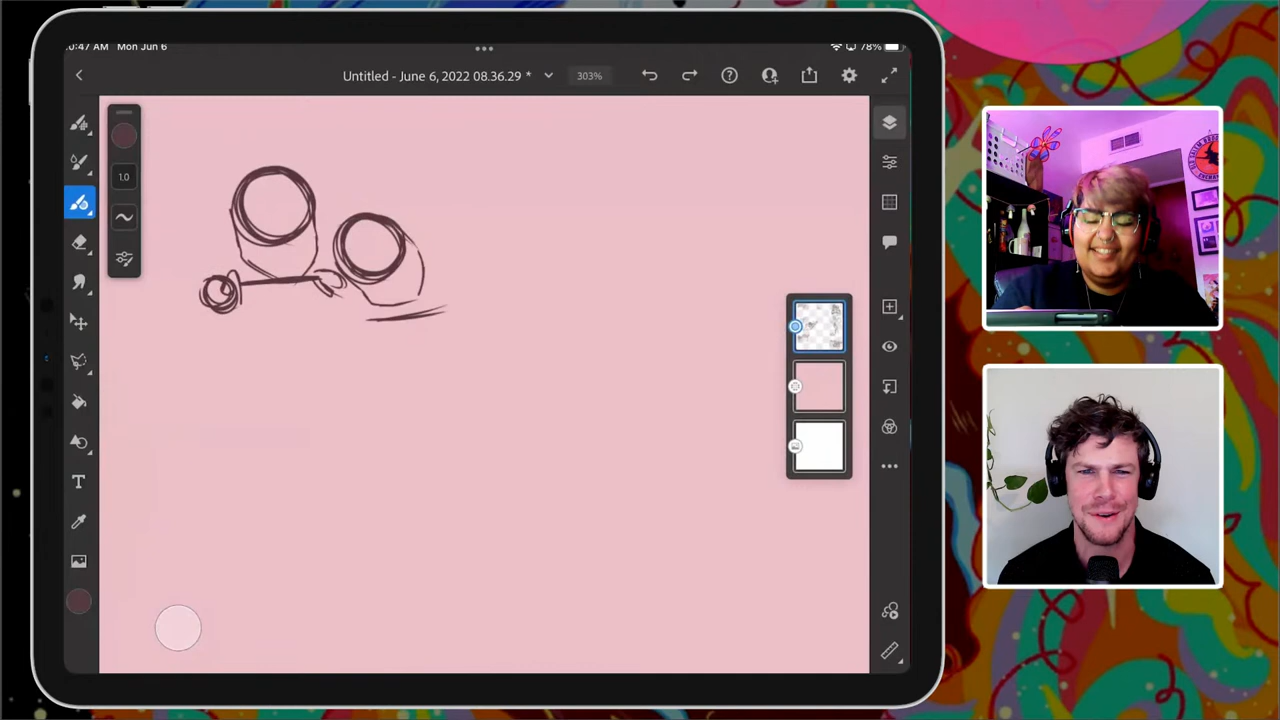 :47 AM Mon Jun 6
78%
Untitled - June 6, 2022 08.36.29 *
303%
1.0
T